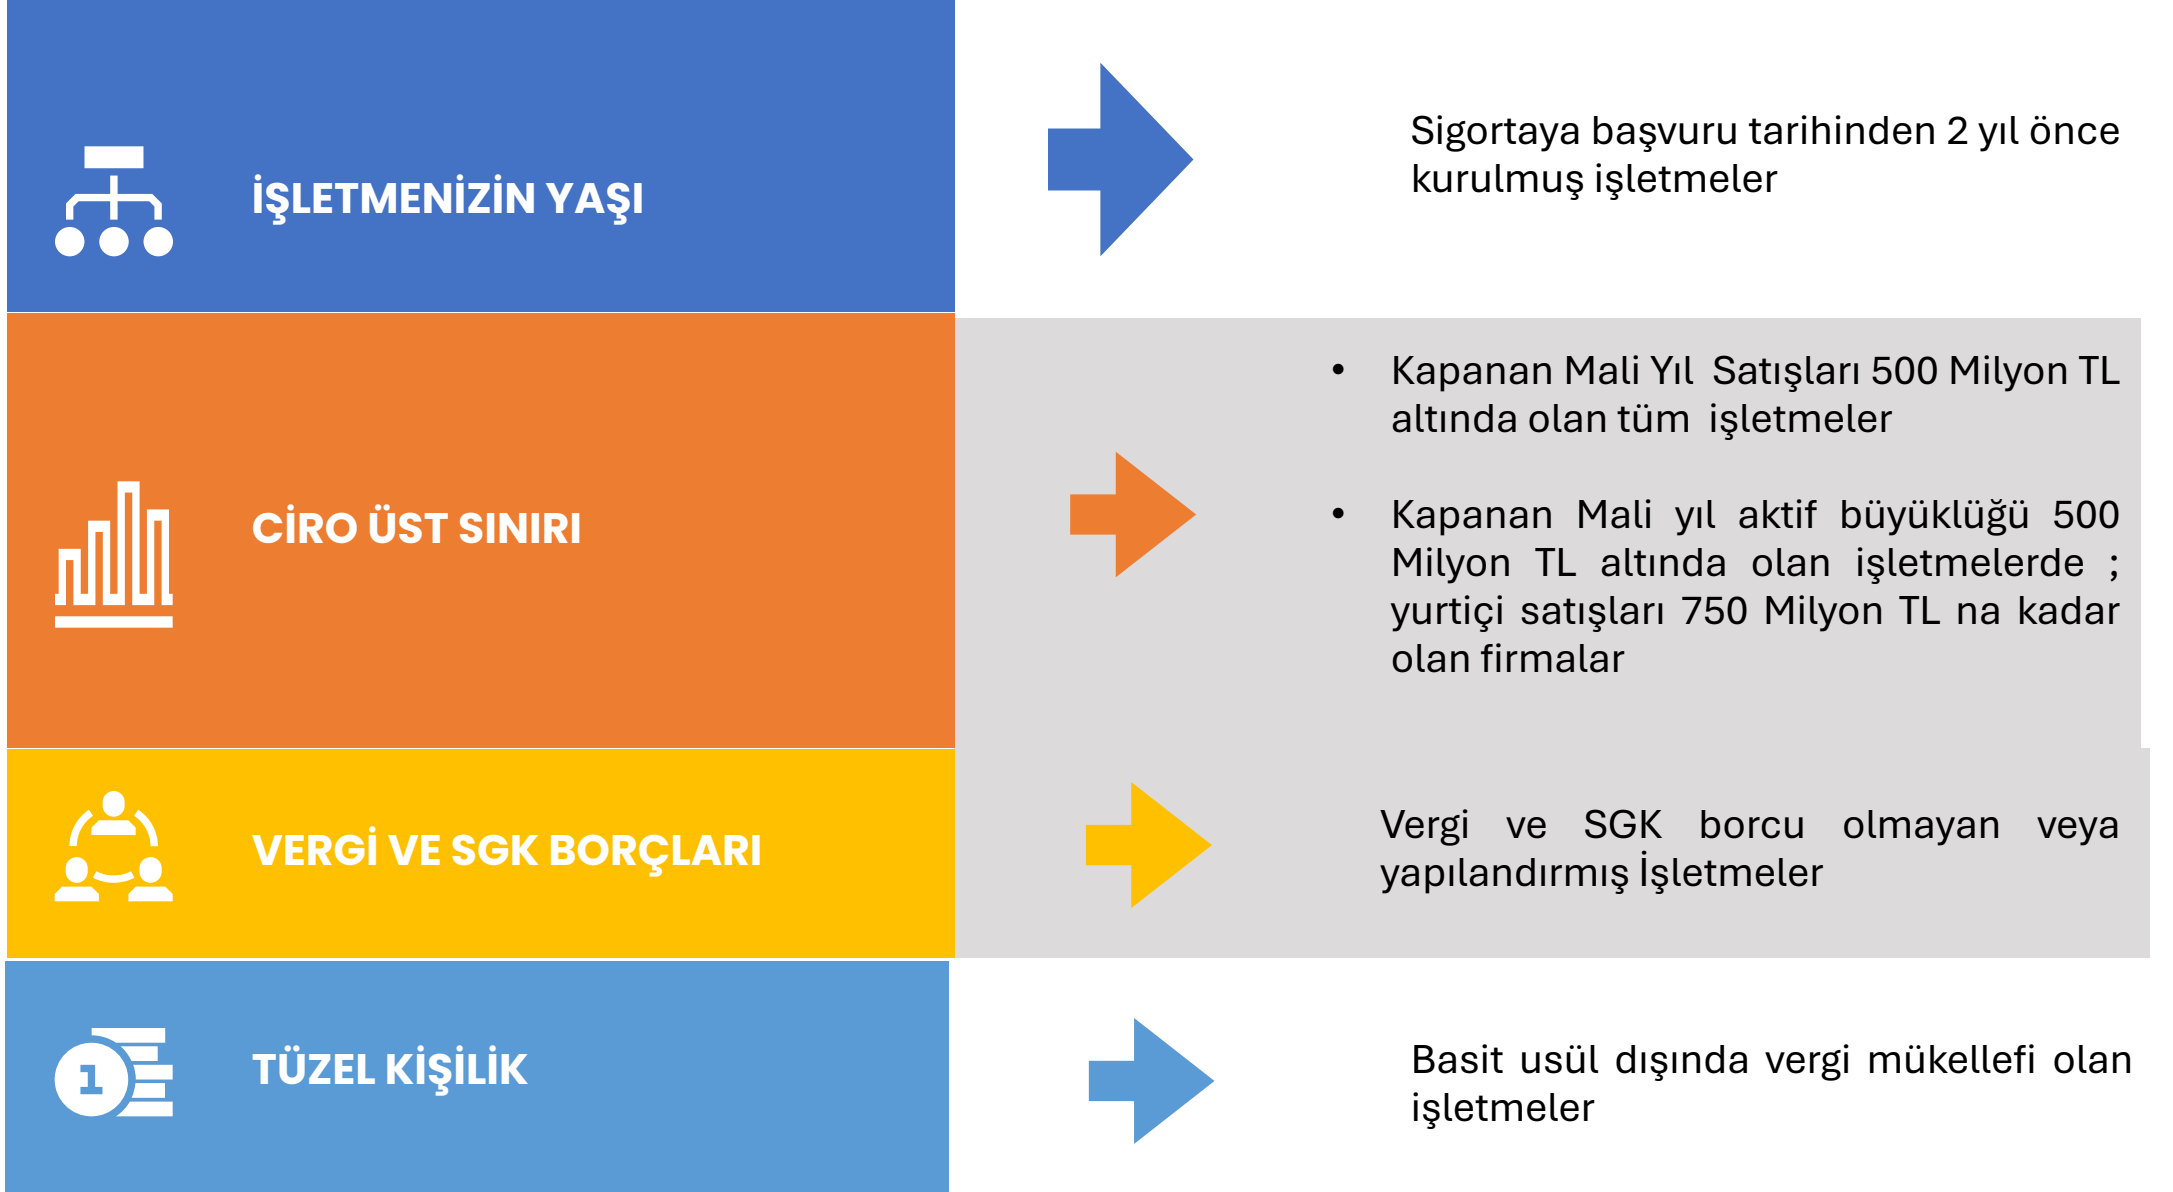 İŞLETMENİZİN YAŞI
Sigortaya başvuru tarihinden 2 yıl önce
kurulmuş işletmeler
CİRO ÜST SINIRI
• Kapanan Mali Yıl Satışları 500 Milyon TL
altında olan tüm işletmeler
• Kapanan Mali yıl aktif büyüklüğü 500
Milyon TL altında olan işletmelerde ;
yurtiçi satışları 750 Milyon TL na kadar
olan firmalar
VERGİ VE SGK BORÇLARI
Vergi ve SGK borcu olmayan veya
yapılandırmış İşletmeler
1
TÜZEL KİŞİLİK
Basit usül dışında vergi mükellefi olan
işletmeler